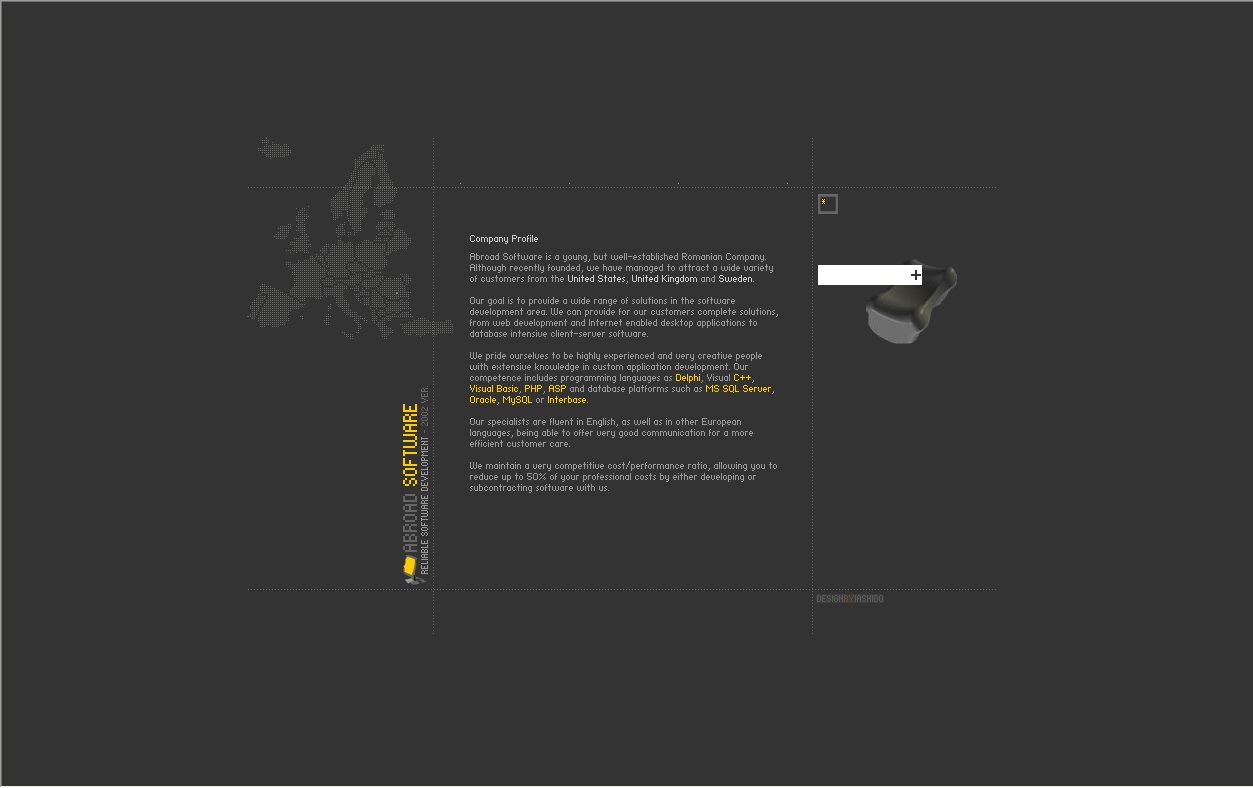 Company Profile
Abroad Software is a young, but well-established Romanian Company.
Although recently founded, we have managed to attract a wide variety
of customers from the United States, United Kingdom and Sweden.
Our goal is to provide a wide range of solutions in the software
development area. We can provide for our customers complete solutions,
from web development and Internet enabled desktop applications to
database intensive client-server software.
We pride ourselves to be highly experienced and very creative people
with extensive knowledge in custom application development. Our
competence includes programming languages as Delphi, Visual C++,
Visual Basic, PHP, ASP and database platforms such as MS SQL Server,
Oracle, MySQL or Interbase.
Our specialists are fluent in English, as well as in other European
languages, being able to offer very good communication for a more
efficient customer care.
We maintain a very competitive cost/performance ratio, allowing you to
reduce up to 50% of your professional costs by either developing or
subcontracting software with us.
ABROAD SOFTWARE
RELIABLE SOFTWARE DEVELOPMENT - 2002 VER.
x
+
DESIGNBYIASHIDO